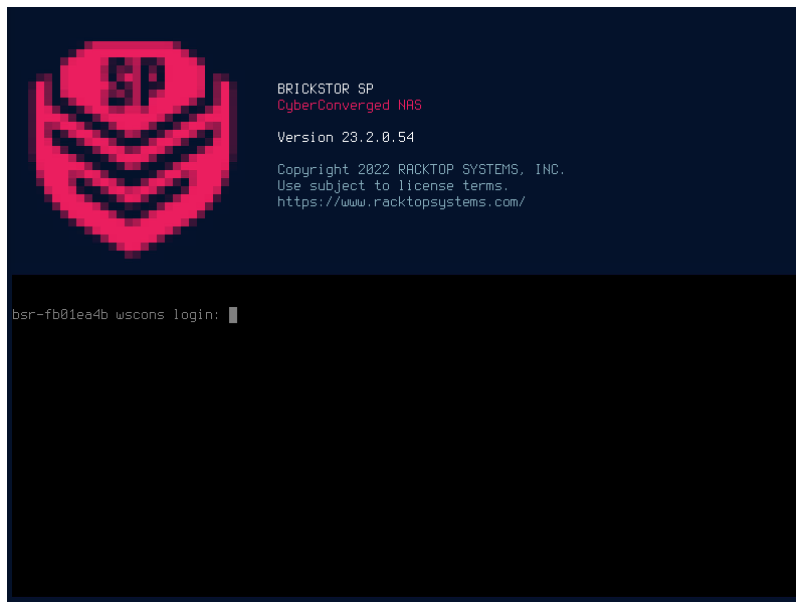 SP
BRICKSTOR SP
CyberConverged NAS
Version 23.2.0.54
Copyright 2022 RACKTOP SYSTEMS, INC.
Use subject to license terms.
https://www.racktopsystems.com/
bsr-fb01ea4b wscons login: